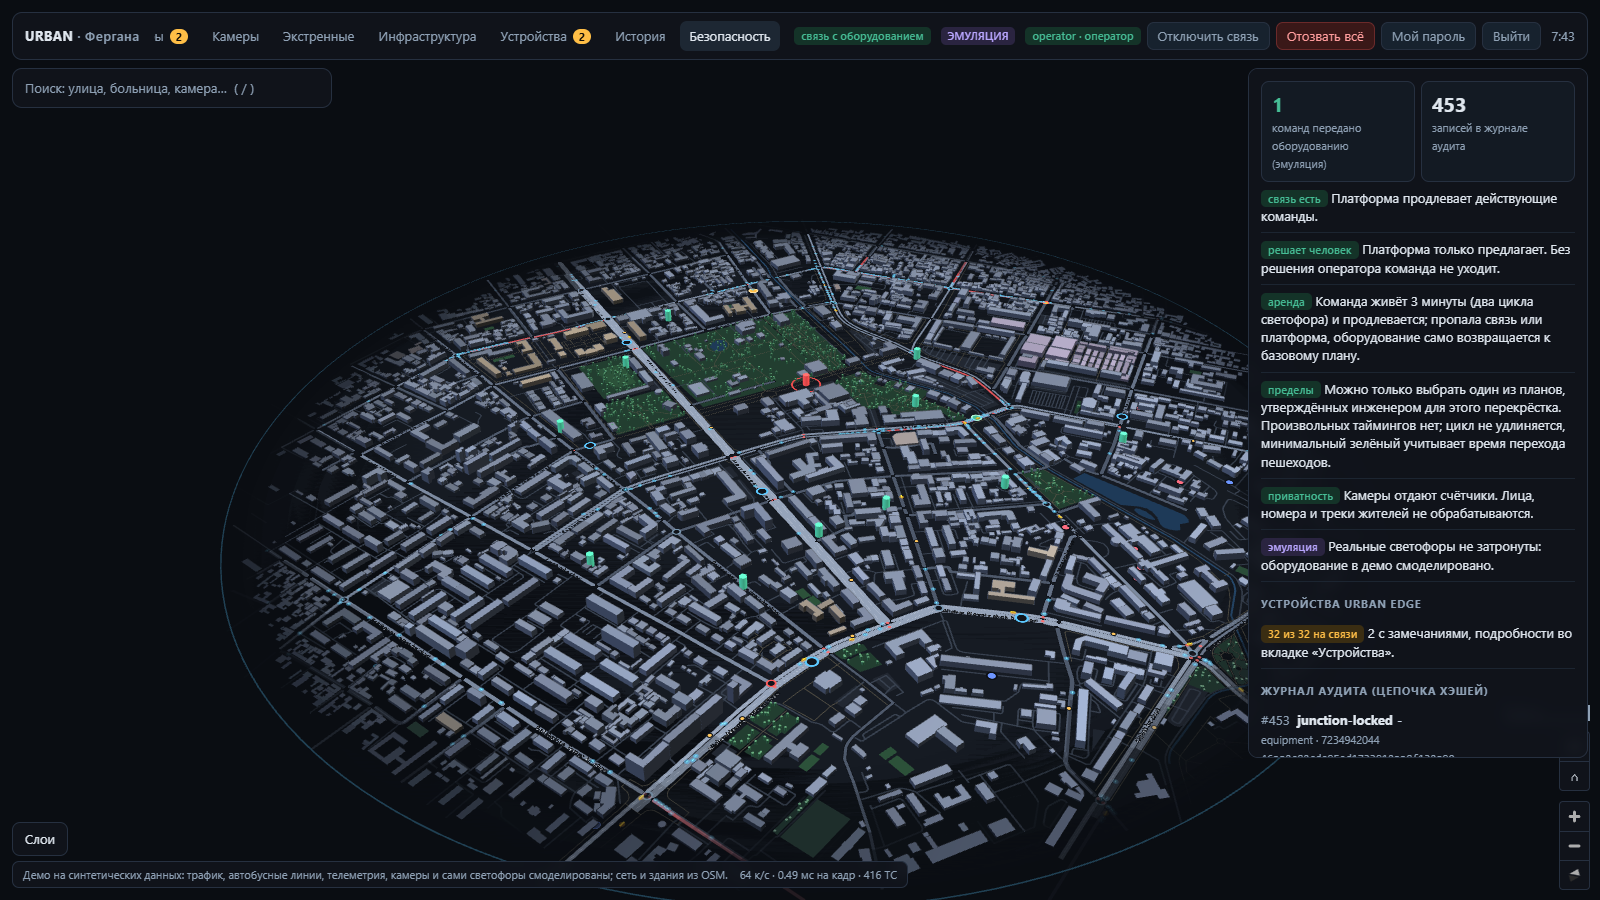 URBAN · Фергана ы 2 Камеры Экстренные Инфраструктура Устройства 2 История Безопасность связь с оборудованием ЭМУЛЯЦИЯ operator · оператор Отключить связь Отозвать всё Мой пароль Выйти 7:43
Поиск: улица, больница, камера... ( / )
1
команд передано
оборудованию
(эмуляция)
453
записей в журнале
аудита
связь есть Платформа продлевает действующие
команды.
решает человек Платформа только предлагает. Без
решения оператора команда не уходит.
аренда Команда живёт 3 минуты (два цикла
светофора) и продлевается; пропала связь или
платформа, оборудование само возвращается к
базовому плану.
пределы Можно только выбрать один из планов,
утверждённых инженером для этого перекрёстка.
Произвольных таймингов нет; цикл не удлиняется,
минимальный зелёный учитывает время перехода
пешеходов.
приватность Камеры отдают счётчики. Лица,
номера и треки жителей не обрабатываются.
эмуляция Реальные светофоры не затронуты:
оборудование в демо смоделировано.
УСТРОЙСТВА URBAN EDGE
32 из 32 на связи 2 с замечаниями, подробности во
вкладке «Устройства».
ЖУРНАЛ АУДИТА (ЦЕПОЧКА ХЭШЕЙ)
#453 junction-locked -
equipment · 7234942044
Слои
Демо на синтетических данных: трафик, автобусные линии, телеметрия, камеры и сами светофоры смоделированы; сеть и здания из OSM. 64 к/с · 0.49 мс на кадр · 416 ТС